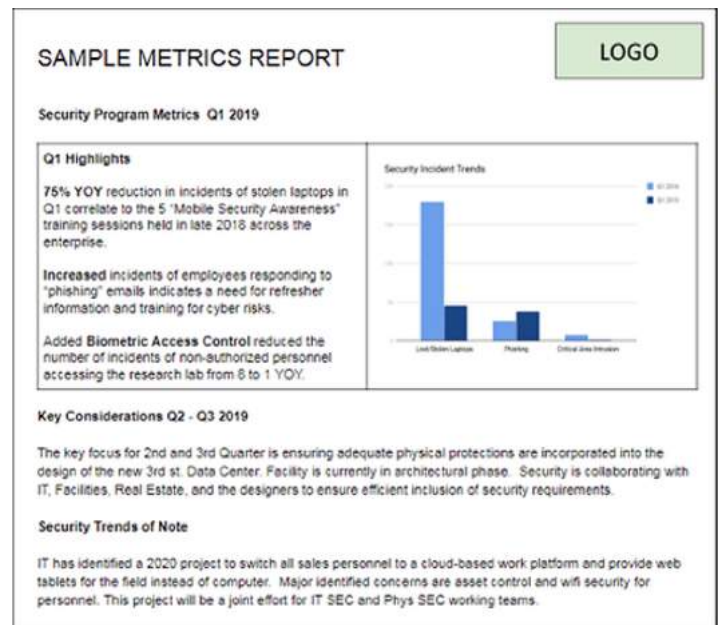 SAMPLE METRICS REPORT
LOGO
Security Program Metrics Q1 2019
Q1 Highlights
75% YOY reduction in incidents of stolen laptops in
Q1 correlate to the 5 "Mobile Security Awareness"
training sessions held in late 2018 across the
enterprise.
Increased incidents of employees responding to
"phishing" emails indicates a need for refresher
information and training for cyber risks.
Added Biometric Access Control reduced the
number of incidents of non-authorized personnel
accessing the research lab from 8 to 1 YOY.
Security Incident Trends
Lost/Stolen Laptops
Phishing
Critical Area Intrusion
Key Considerations Q2 - Q3 2019
The key focus for 2nd and 3rd Quarter is ensuring adequate physical protections are incorporated into the
design of the new 3rd st. Data Center. Facility is currently in architectural phase. Security is collaborating with
IT, Facilities, Real Estate, and the designers to ensure efficient inclusion of security requirements.
Security Trends of Note
IT has identified a 2020 project to switch all sales personnel to a cloud-based work platform and provide web
tablets for the field instead of computer. Major identified concerns are asset control and wifi security for
personnel. This project will be a joint effort for IT SEC and Phys SEC working teams.